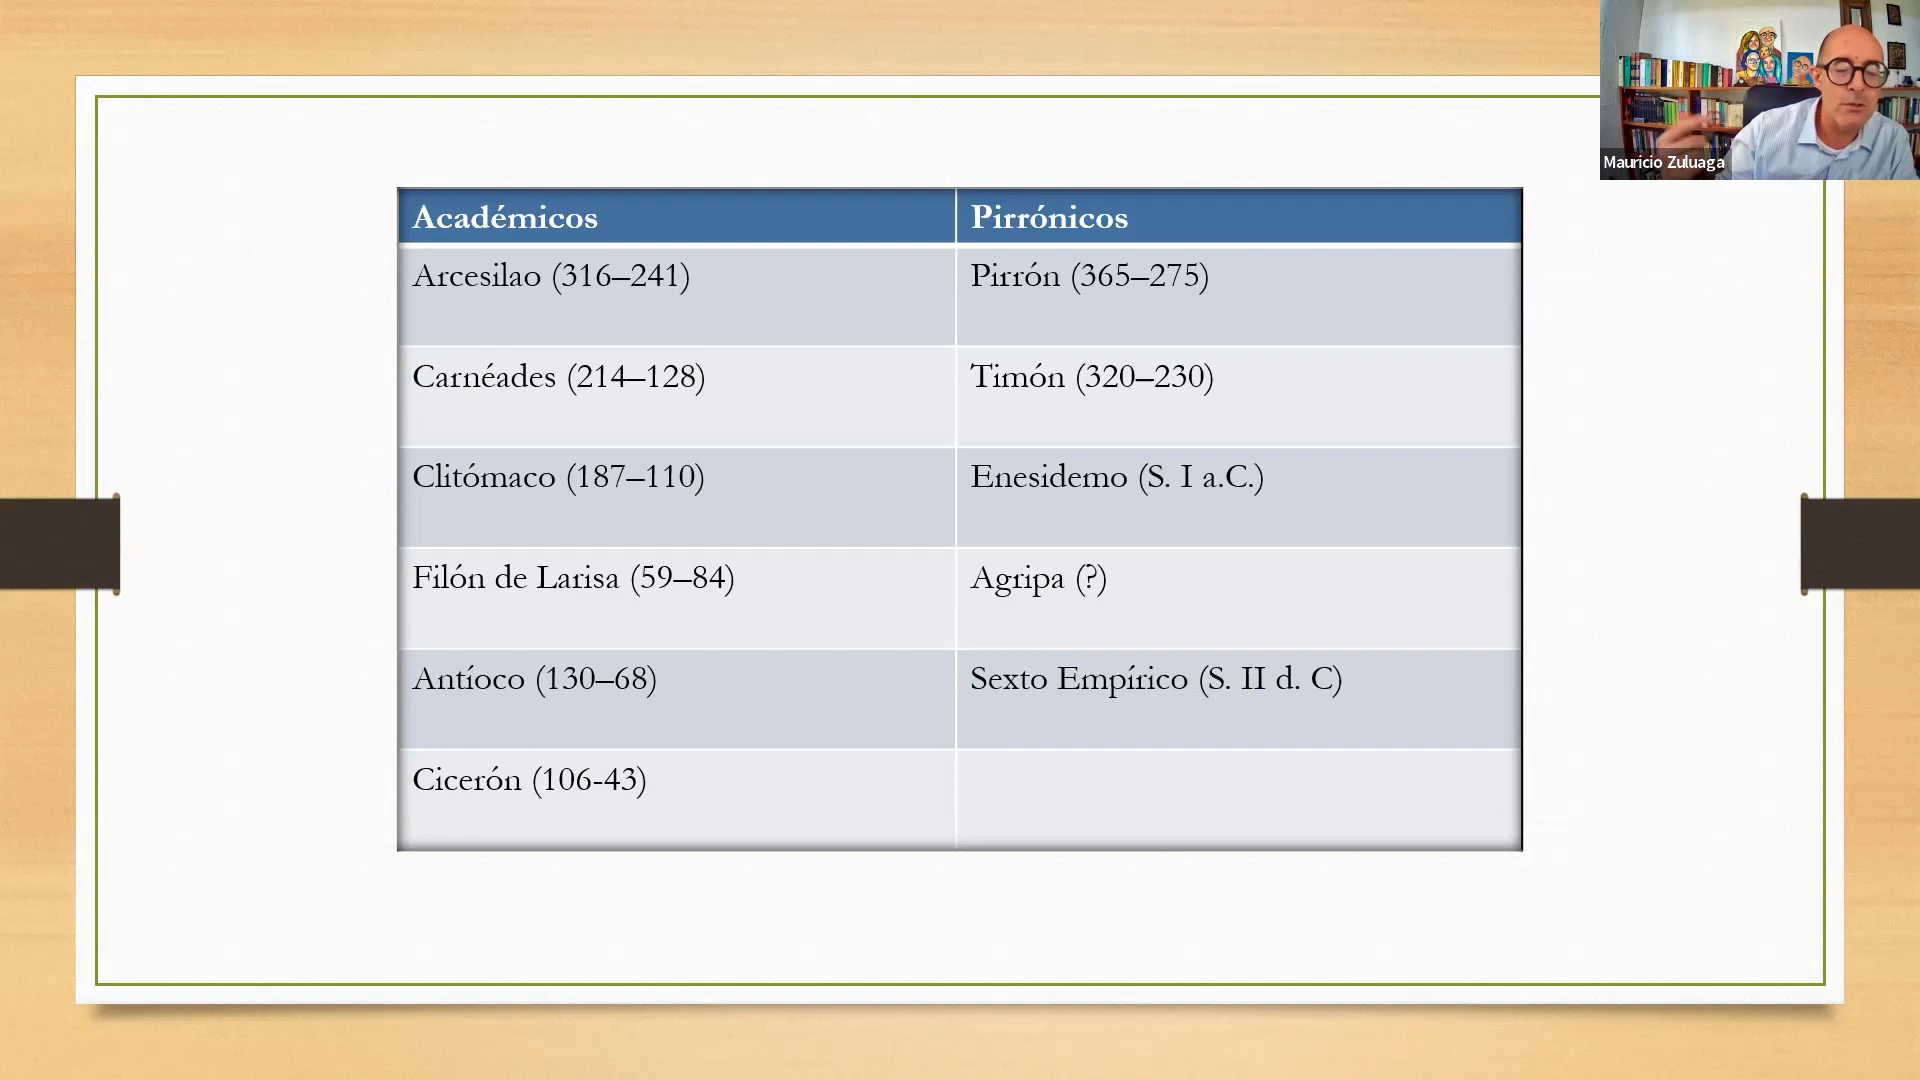 Mauricio Zuluaga
Académicos Pirrónicos
Arcesilao (316–241) Pirrón (365–275)
Carnéades (214–128) Timón (320–230)
Clitómaco (187–110) Enesidemo (S. I a.C.)
Filón de Larisa (59–84) Agripa (?)
Antíoco (130–68) Sexto Empírico (S. II d. C)
Cicerón (106-43)